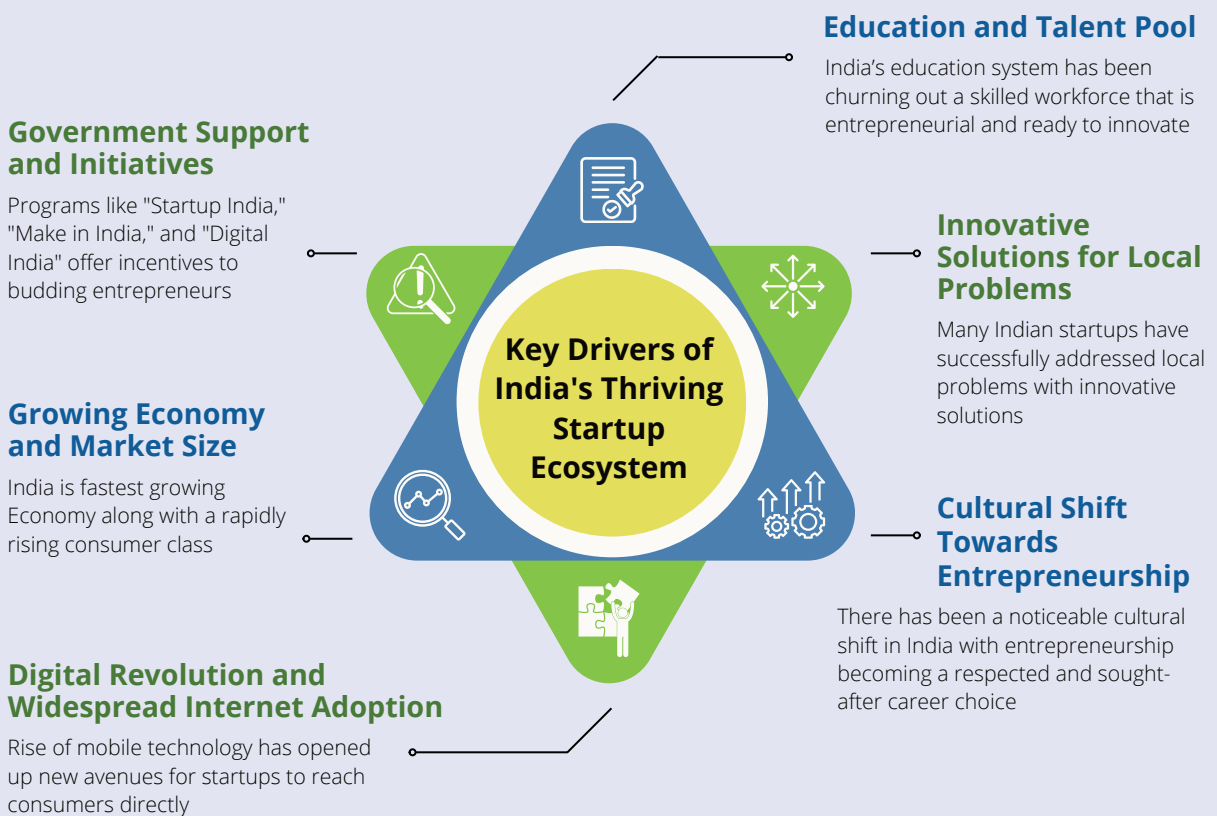 Education and Talent Pool
India’s education system has been
churning out a skilled workforce that is
entrepreneurial and ready to innovate
Government Support
and Initiatives
Programs like "Startup India,"
"Make in India," and "Digital
India" offer incentives to
budding entrepreneurs
Innovative
Solutions for Local
Problems
Many Indian startups have
successfully addressed local
problems with innovative
solutions
Key Drivers of
India's Thriving
Startup
Ecosystem
Growing Economy
and Market Size
India is fastest growing
Economy along with a rapidly
rising consumer class
Cultural Shift
Towards
Entrepreneurship
There has been a noticeable cultural
shift in India with entrepreneurship
becoming a respected and sought-
after career choice
Digital Revolution and
Widespread Internet Adoption
Rise of mobile technology has opened
up new avenues for startups to reach
consumers directly